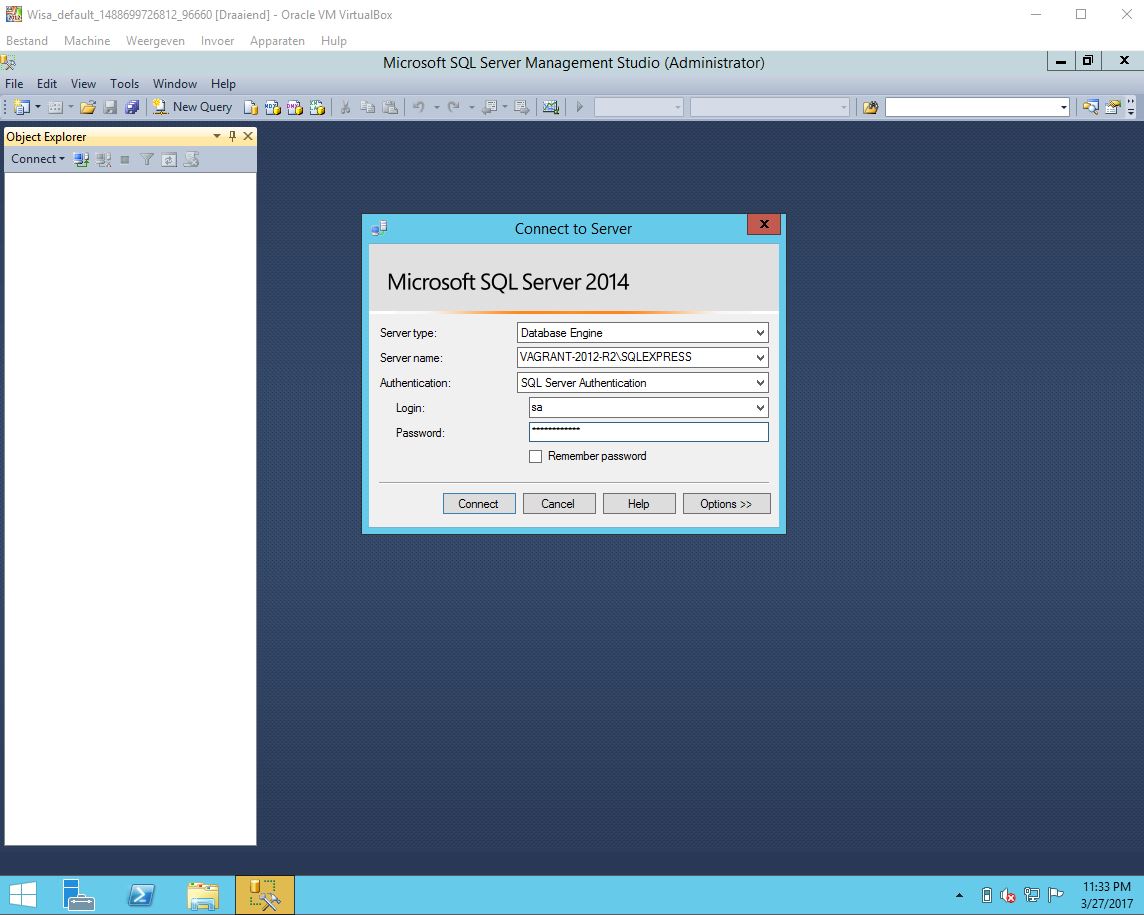 Wisa_default_1488699726812_96660 [Draaiend] - Oracle VM VirtualBox
Bestand Machine Weergeven Invoer Apparaten Hulp
Microsoft SQL Server Management Studio (Administrator)
File Edit View Tools Window Help
New Query
Object Explorer
Connect
Connect to Server
Microsoft SQL Server 2014
Server type: Database Engine
Server name: VAGRANT-2012-R2\SQLEXPRESS
Authentication: SQL Server Authentication
Login: sa
Password: ************
Remember password
Connect Cancel Help Options >>
11:33 PM
3/27/2017